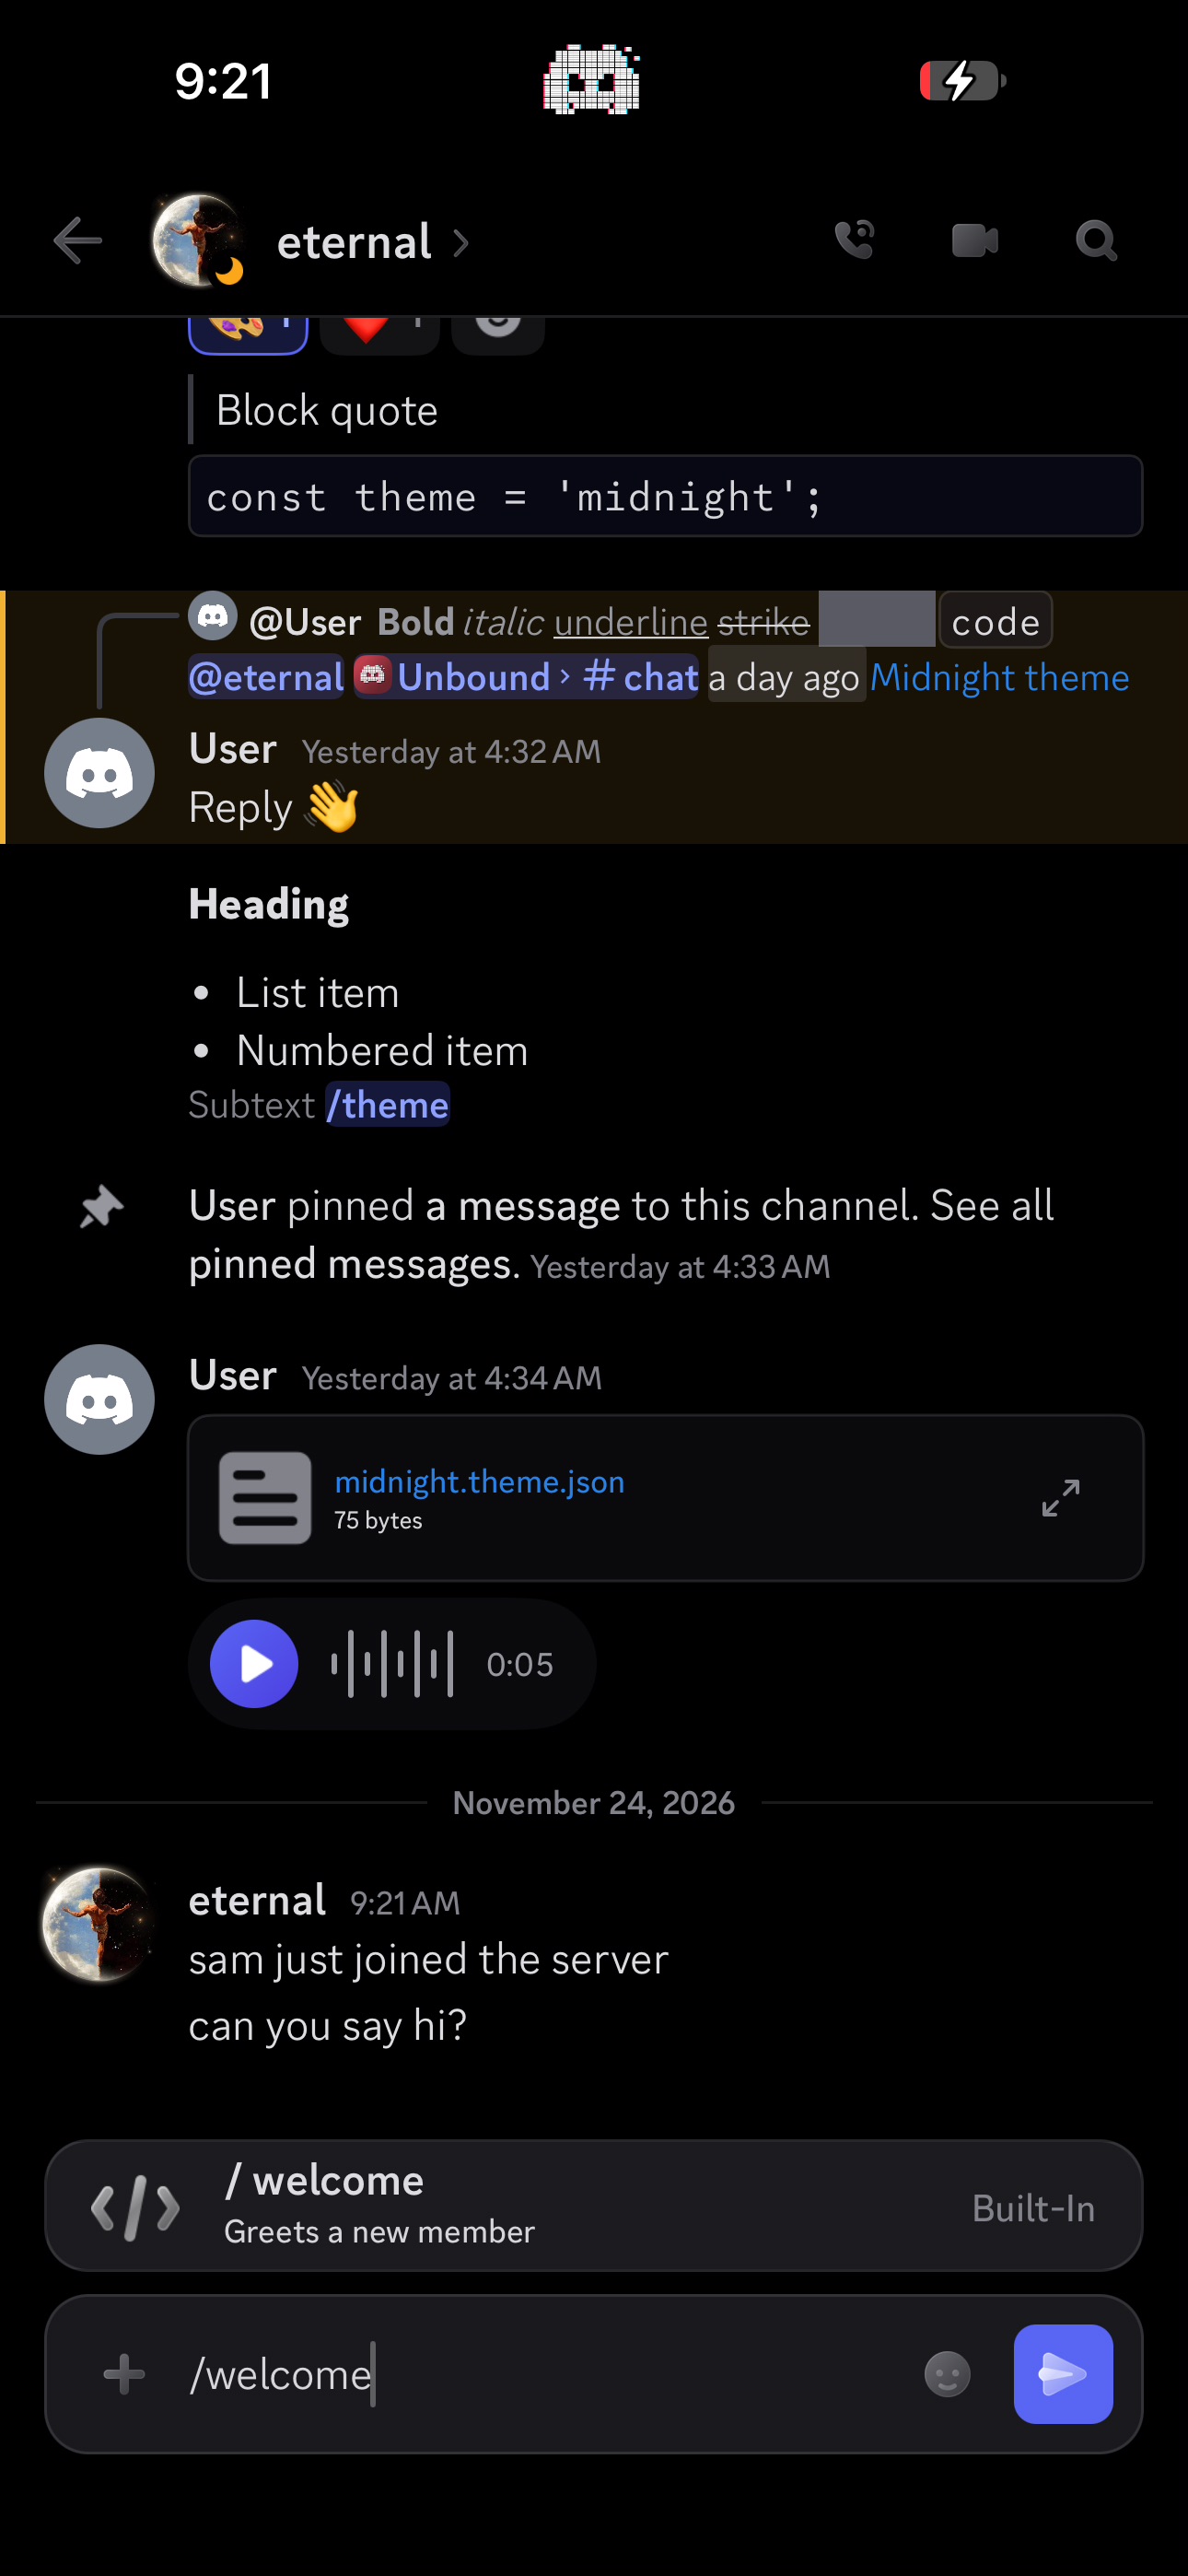 9:21
eternal
Block quote
const theme = 'midnight';
@User Bold italic underline strike code
@eternal Unbound › # chat a day ago Midnight theme
User Yesterday at 4:32 AM
Reply 👋
Heading
• List item
• Numbered item
Subtext /theme
User pinned a message to this channel. See all
pinned messages. Yesterday at 4:33 AM
User Yesterday at 4:34 AM
midnight.theme.json
75 bytes
0:05
November 24, 2026
eternal 9:21 AM
sam just joined the server
can you say hi?
/ welcome
Greets a new member
Built-In
/welcome